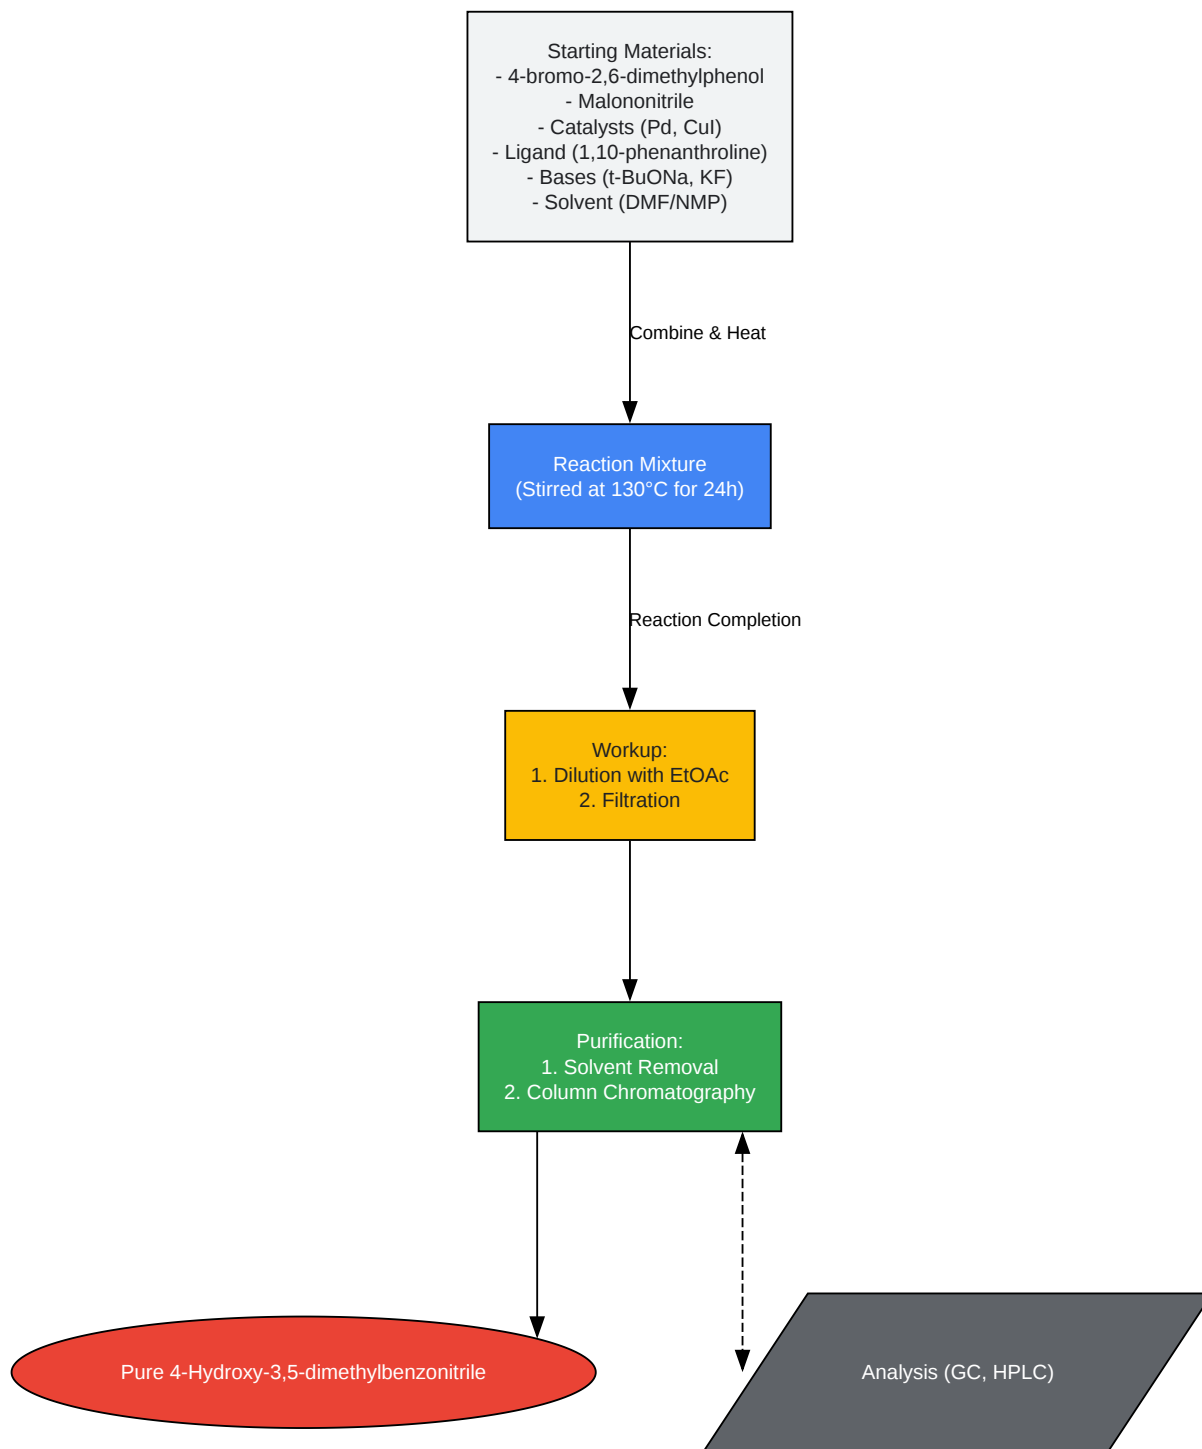 Starting Materials:
- 4-bromo-2,6-dimethylphenol
- Malononitrile
- Catalysts (Pd, CuI)
- Ligand (1,10-phenanthroline)
- Bases (t-BuONa, KF)
- Solvent (DMF/NMP)
Combine & Heat
Reaction Mixture
(Stirred at 130°C for 24h)
Reaction Completion
Workup:
1. Dilution with EtOAc
2. Filtration
Purification:
1. Solvent Removal
2. Column Chromatography
Pure 4-Hydroxy-3,5-dimethylbenzonitrile
Analysis (GC, HPLC)